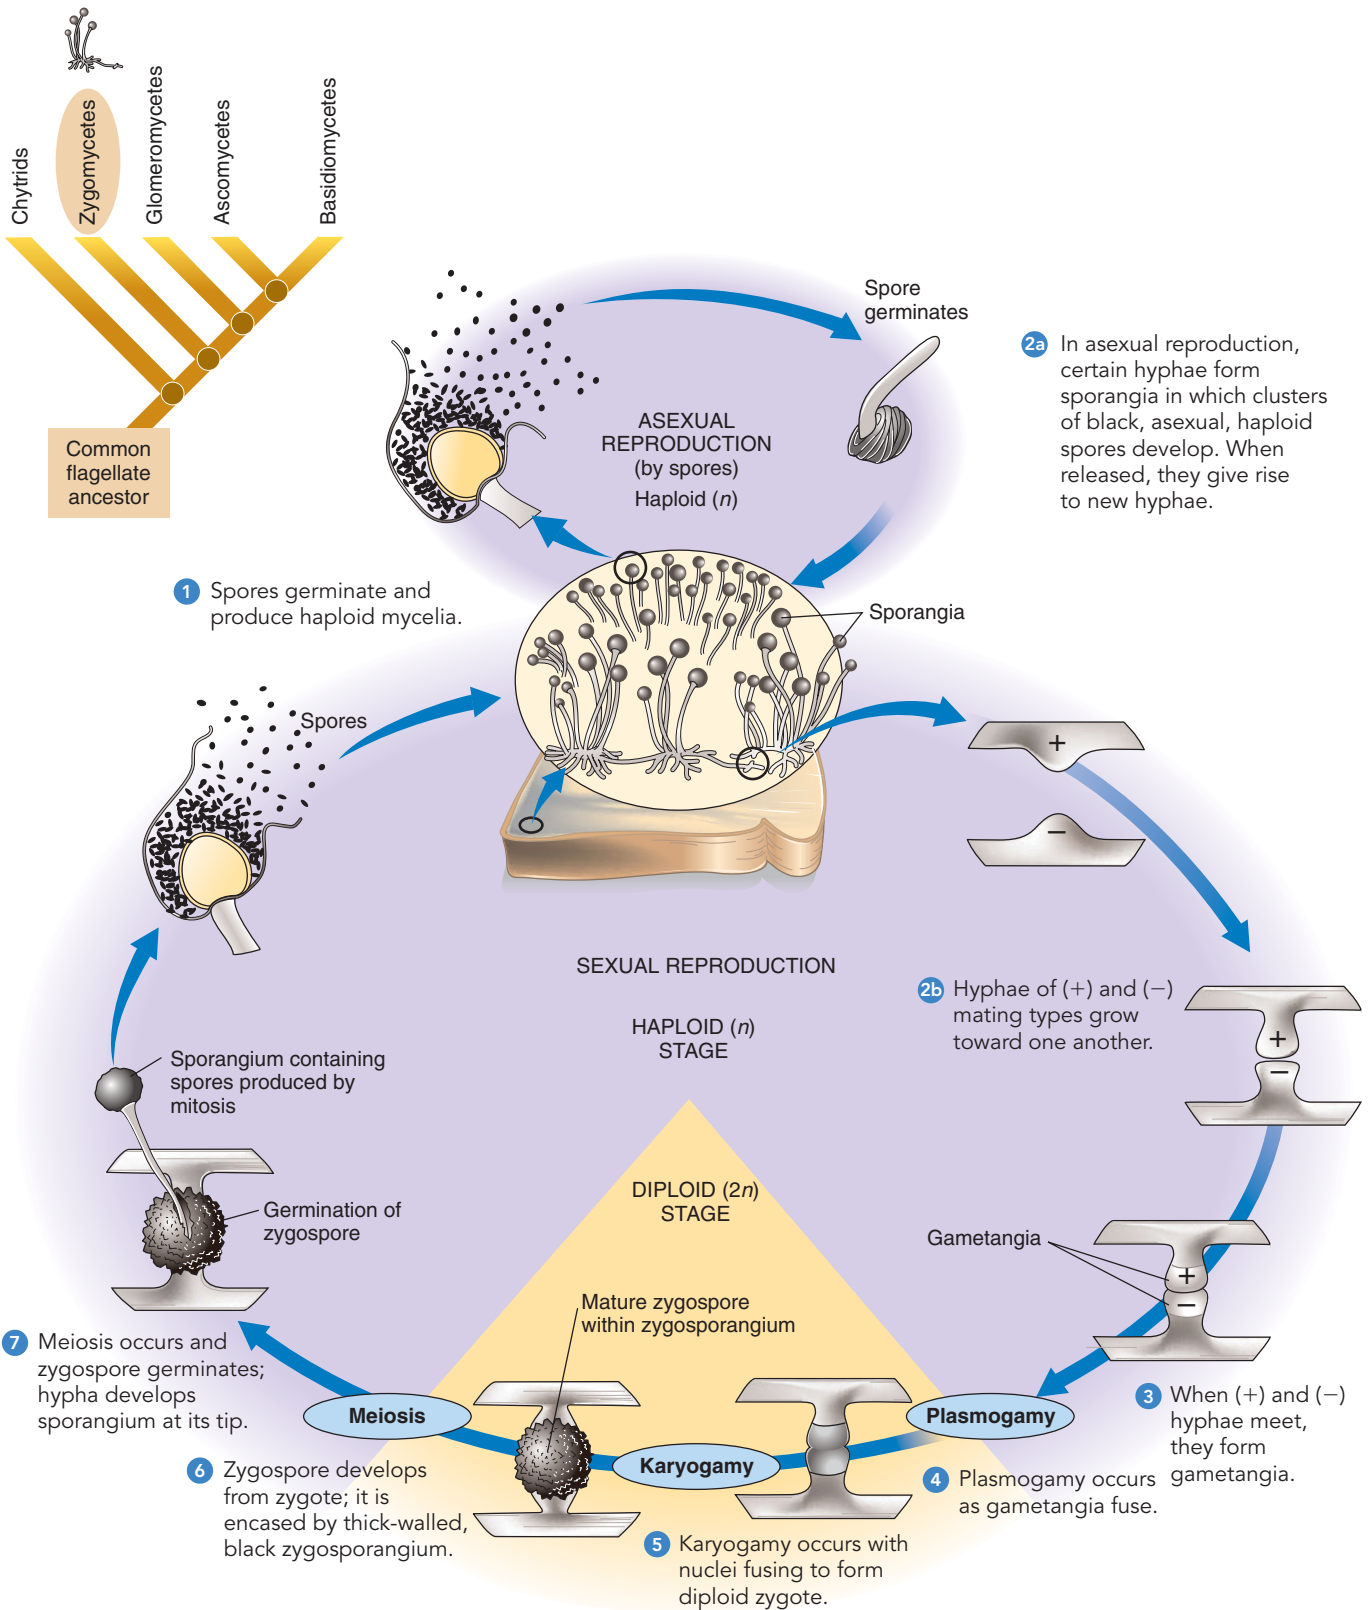 Chytrids
Zygomycetes
Glomeromycetes
Ascomycetes
Basidiomycetes
Common
flagellate
ancestor
Spore
germinates
2a In asexual reproduction,
certain hyphae form
sporangia in which clusters
of black, asexual, haploid
spores develop. When
released, they give rise
to new hyphae.
ASEXUAL
REPRODUCTION
(by spores)
Haploid (n)
1 Spores germinate and
produce haploid mycelia.
Sporangia
Spores
+
−
SEXUAL REPRODUCTION
HAPLOID (n)
STAGE
2b Hyphae of (+) and (−)
mating types grow
toward one another.
+
−
Sporangium containing
spores produced by
mitosis
Germination of
zygospore
DIPLOID (2n)
STAGE
Gametangia
+
−
Mature zygospore
within zygosporangium
7 Meiosis occurs and
zygospore germinates;
hypha develops
sporangium at its tip.
Meiosis
Karyogamy
Plasmogamy
3 When (+) and (−)
hyphae meet,
they form
gametangia.
4 Plasmogamy occurs
as gametangia fuse.
6 Zygospore develops
from zygote; it is
encased by thick-walled,
black zygosporangium.
5 Karyogamy occurs with
nuclei fusing to form
diploid zygote.